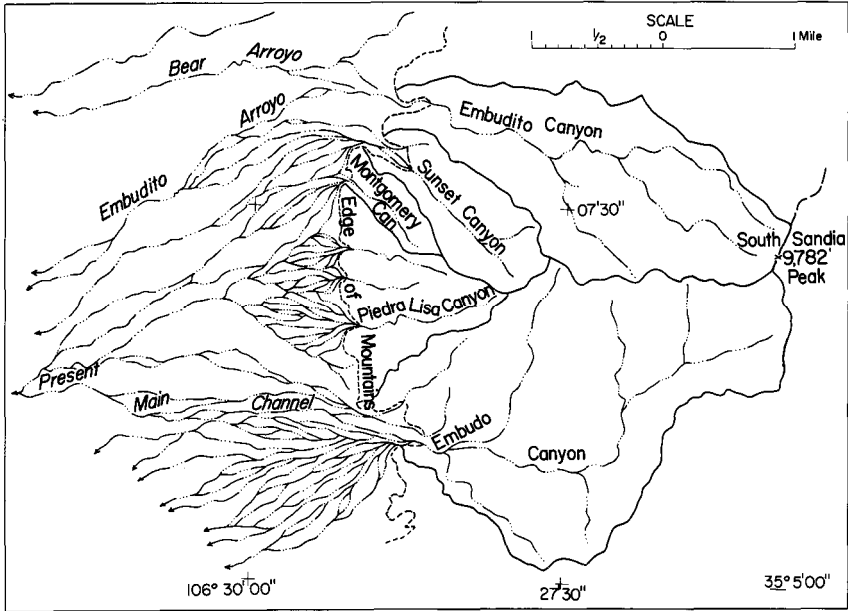 SCALE
1 1/2 0 1 Mile
Bear Arroyo
Embudito Canyon
Embudito Arroyo
Sunset Canyon
Montgomery
Can
07'30"
South Sandia
9,782'
Peak
Edge of Mountains
Piedra Lisa Canyon
Present Main Channel
Embudo Canyon
106° 30' 00"
27'30"
35° 5'00"